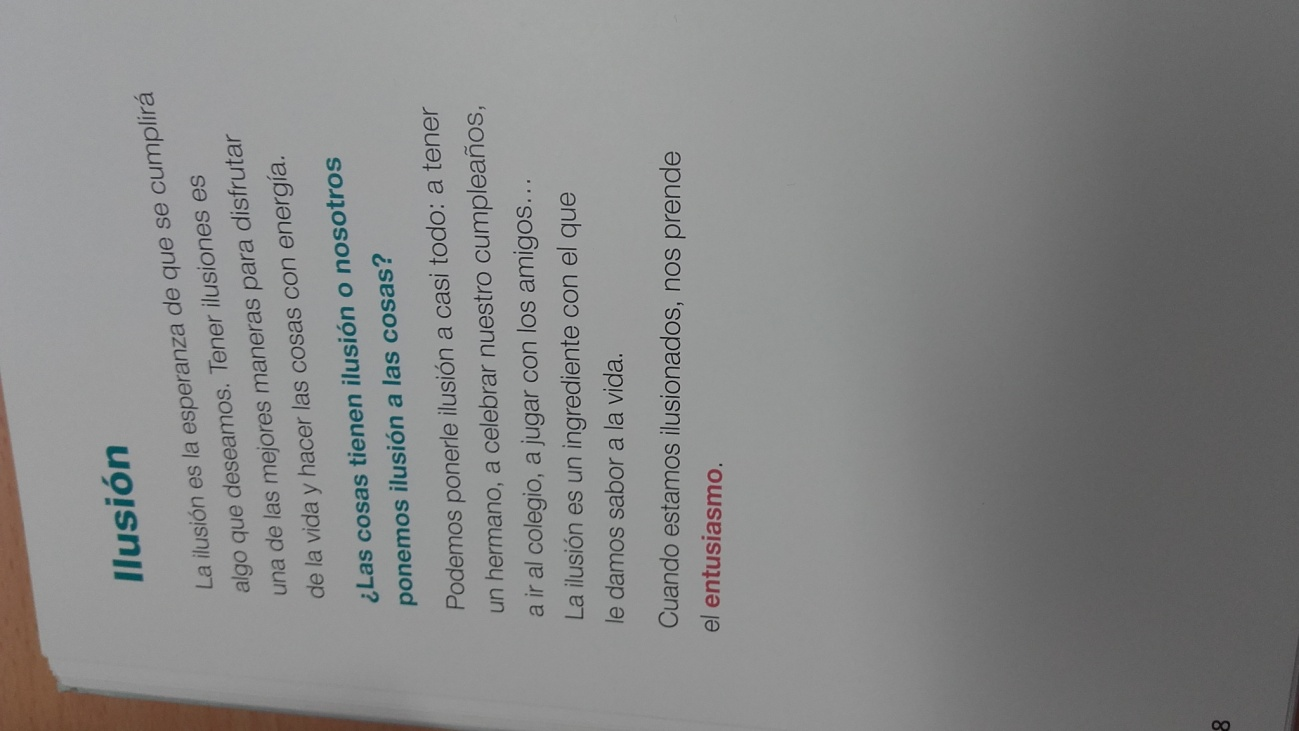 Ilusión
La ilusión es la esperanza de que se cumplirá
algo que deseamos. Tener ilusiones es
una de las mejores maneras para disfrutar
de la vida y hacer las cosas con energía.
¿Las cosas tienen ilusión o nosotros
ponemos ilusión a las cosas?
Podemos ponerle ilusión a casi todo: a tener
un hermano, a celebrar nuestro cumpleaños,
a ir al colegio, a jugar con los amigos...
La ilusión es un ingrediente con el que
le damos sabor a la vida.
Cuando estamos ilusionados, nos prende
el entusiasmo.
8